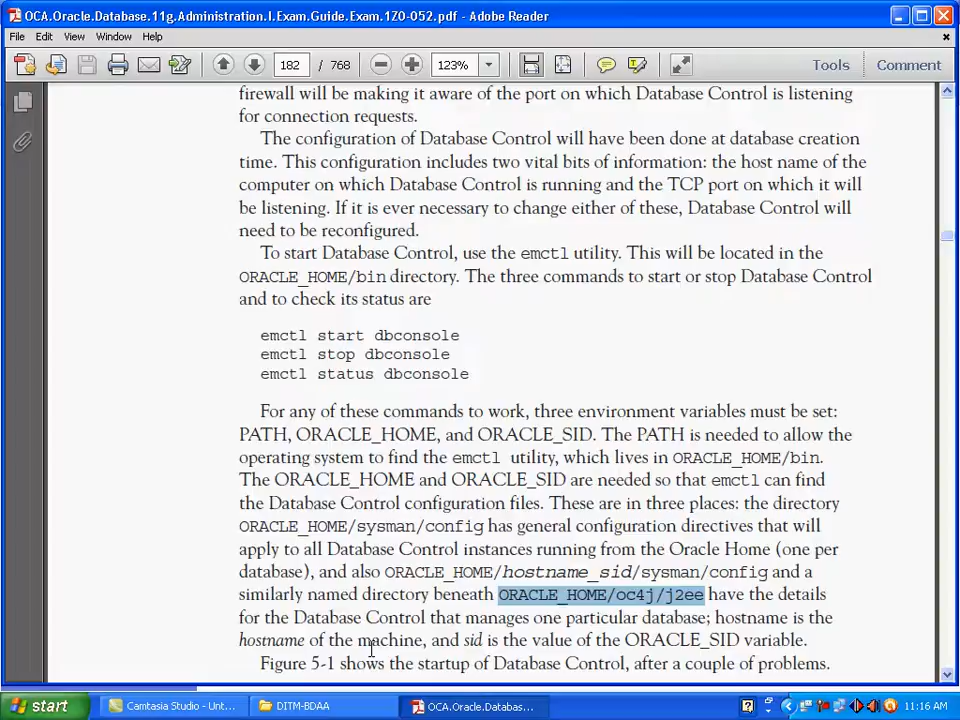 OCA.Oracle.Database.11g.Administration.I.Exam.Guide.Exam.1Z0-052.pdf - Adobe Reader
File Edit View Window Help
182 / 768 123% Tools Comment
firewall will be making it aware of the port on which Database Control is listening
for connection requests.
The configuration of Database Control will have been done at database creation
time. This configuration includes two vital bits of information: the host name of the
computer on which Database Control is running and the TCP port on which it will
be listening. If it is ever necessary to change either of these, Database Control will
need to be reconfigured.
To start Database Control, use the emctl utility. This will be located in the
ORACLE_HOME/bin directory. The three commands to start or stop Database Control
and to check its status are
emctl start dbconsole
emctl stop dbconsole
emctl status dbconsole
For any of these commands to work, three environment variables must be set:
PATH, ORACLE_HOME, and ORACLE_SID. The PATH is needed to allow the
operating system to find the emctl utility, which lives in ORACLE_HOME/bin.
The ORACLE_HOME and ORACLE_SID are needed so that emctl can find
the Database Control configuration files. These are in three places: the directory
ORACLE_HOME/sysman/config has general configuration directives that will
apply to all Database Control instances running from the Oracle Home (one per
database), and also ORACLE_HOME/hostname_sid/sysman/config and a
similarly named directory beneath ORACLE_HOME/oc4j/j2ee have the details
for the Database Control that manages one particular database; hostname is the
hostname of the machine, and sid is the value of the ORACLE_SID variable.
Figure 5-1 shows the startup of Database Control, after a couple of problems.
start Camtasia Studio - Unt... DITM-BDAA OCA.Oracle.Databas... 11:16 AM